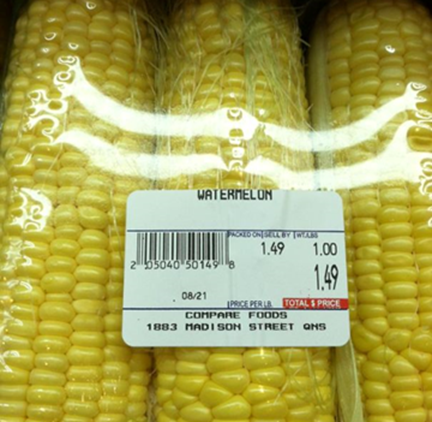 WATERMELON
PACKED ON SELL BY WT./LBS
1.49 1.00
2 05040 50149 8
1.49
08/21
PRICE PER LB. TOTAL $ PRICE
COMPARE FOODS
1883 MADISON STREET QNS